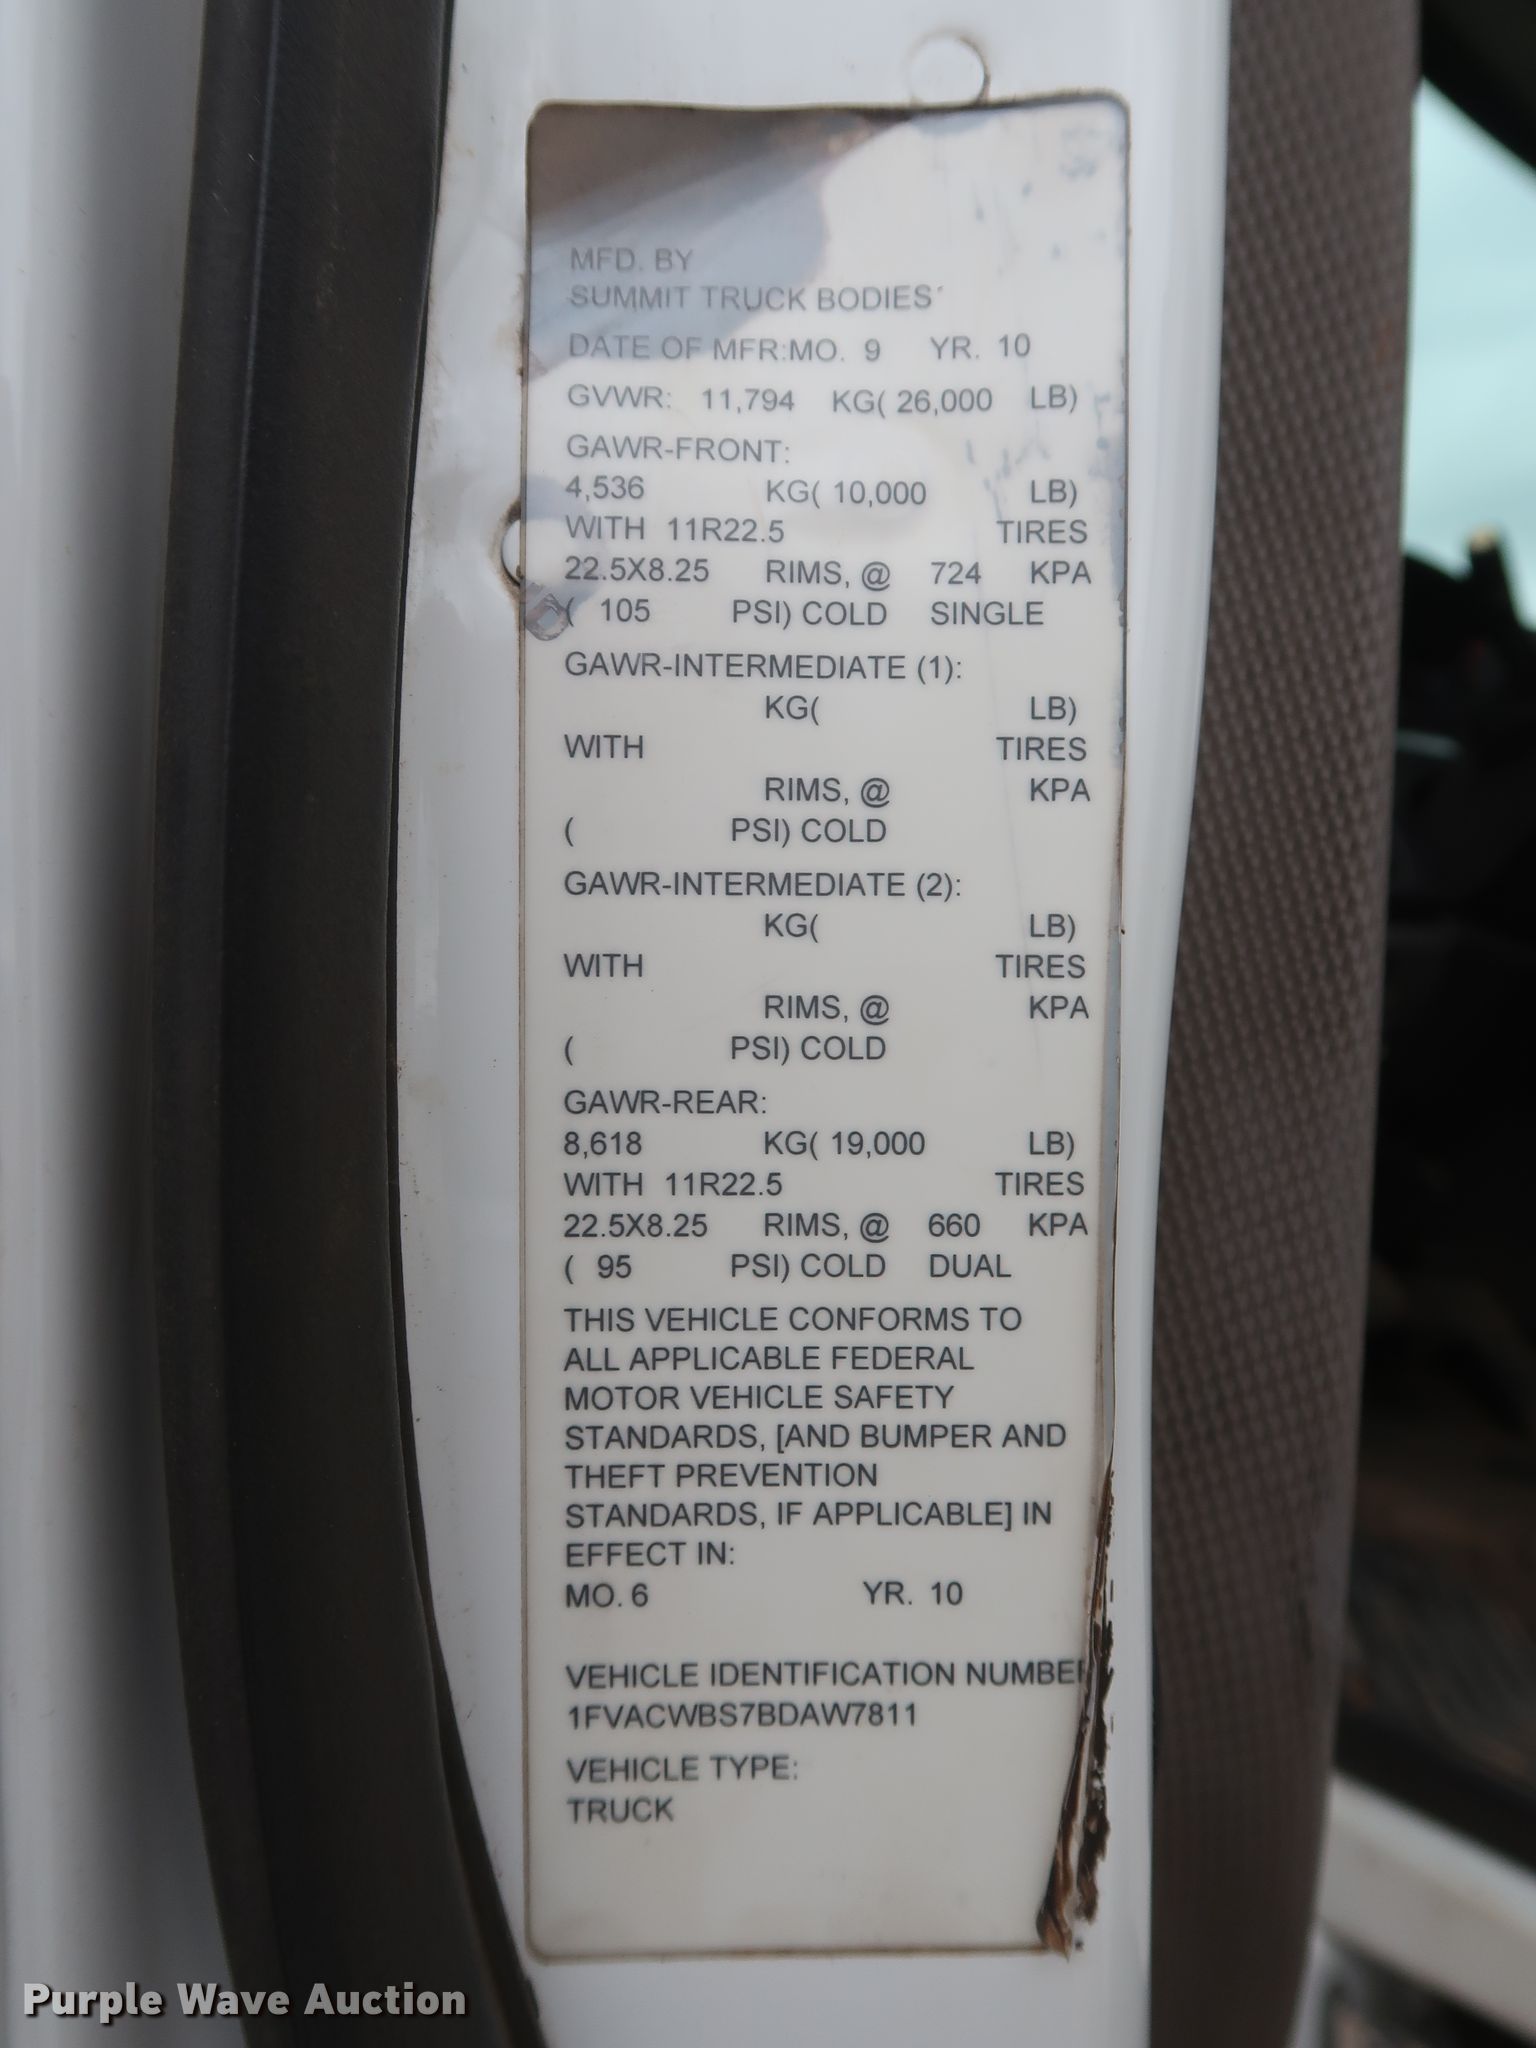 MFD. BY
SUMMIT TRUCK BODIES
DATE OF MFR:MO. 9 YR. 10
GVWR: 11,794 KG( 26,000 LB)
GAWR-FRONT:
4,536 KG( 10,000 LB)
WITH 11R22.5 TIRES
22.5X8.25 RIMS, @ 724 KPA
( 105 PSI) COLD SINGLE
GAWR-INTERMEDIATE (1):
KG( LB)
WITH TIRES
RIMS, @ KPA
( PSI) COLD
GAWR-INTERMEDIATE (2):
KG( LB)
WITH TIRES
RIMS, @ KPA
( PSI) COLD
GAWR-REAR:
8,618 KG( 19,000 LB)
WITH 11R22.5 TIRES
22.5X8.25 RIMS, @ 660 KPA
( 95 PSI) COLD DUAL
THIS VEHICLE CONFORMS TO
ALL APPLICABLE FEDERAL
MOTOR VEHICLE SAFETY
STANDARDS, [AND BUMPER AND
THEFT PREVENTION
STANDARDS, IF APPLICABLE] IN
EFFECT IN:
MO. 6 YR. 10
VEHICLE IDENTIFICATION NUMBER
1FVACWBS7BDAW7811
VEHICLE TYPE:
TRUCK
Purple Wave Auction